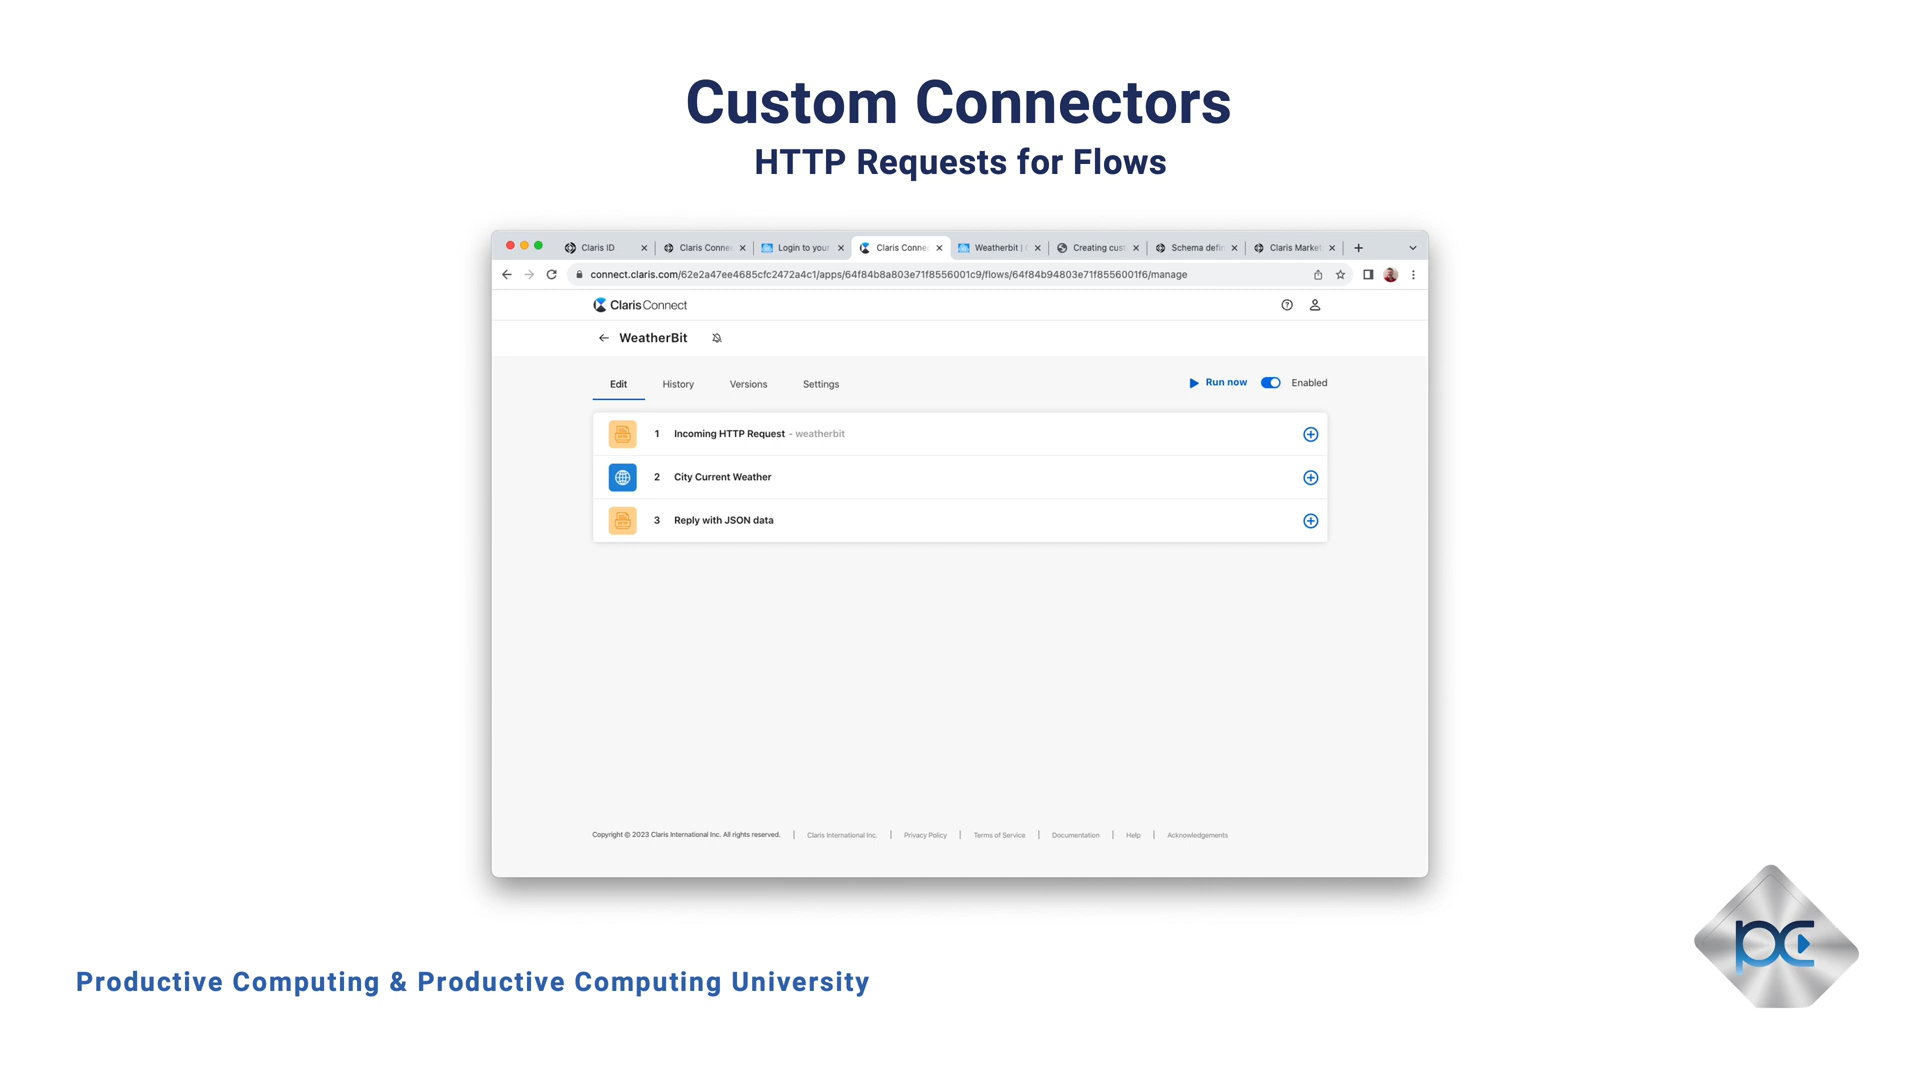 Custom Connectors
HTTP Requests for Flows
Claris ID
Claris Conne
Login to your
Claris Conne
Weatherbit |
Creating cust
Schema defin
Claris Market
connect.claris.com/62e2a47ee4685cfc2472a4c1/apps/64f84b8a803e71f8556001c9/flows/64f84b94803e71f8556001f6/manage
Claris Connect
WeatherBit
Edit History Versions Settings Run now Enabled
1 Incoming HTTP Request - weatherbit
2 City Current Weather
3 Reply with JSON data
Copyright © 2023 Claris International Inc. All rights reserved. | Claris International Inc. | Privacy Policy | Terms of Service | Documentation | Help | Acknowledgements
pc
Productive Computing & Productive Computing University